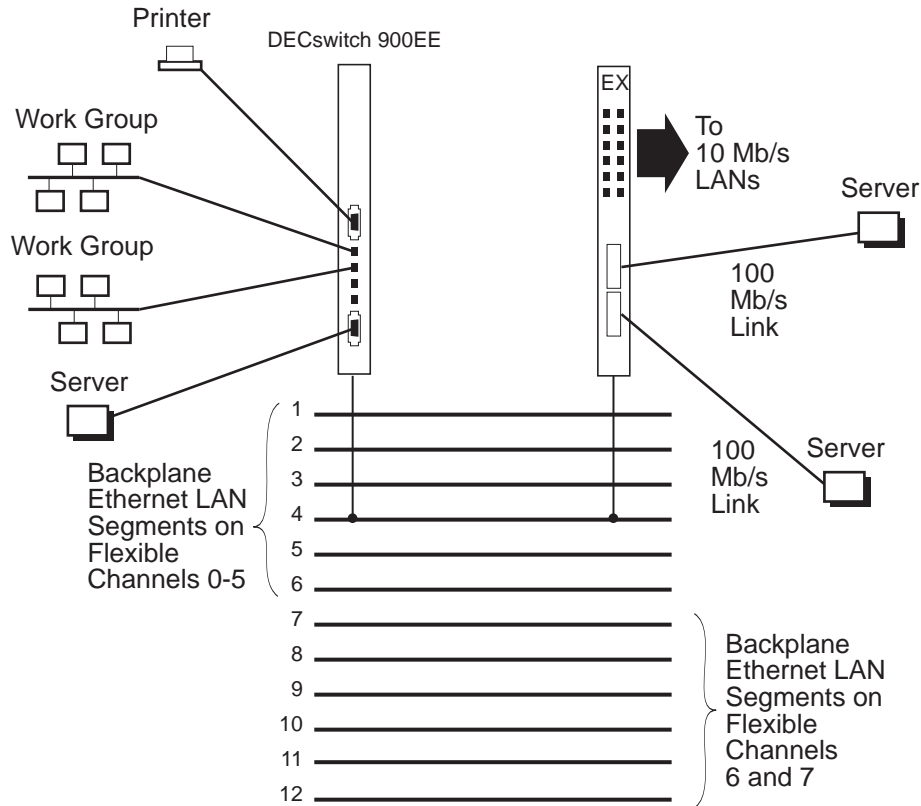 Printer
DECswitch 900EE
EX
Work Group
To
10 Mb/s
LANs
Server
Work Group
100
Mb/s
Link
Server
1
2
3
4
5
6
Backplane
Ethernet LAN
Segments on
Flexible
Channels 0-5
100
Mb/s
Link
Server
7
8
9
10
11
12
Backplane
Ethernet LAN
Segments on
Flexible
Channels
6 and 7